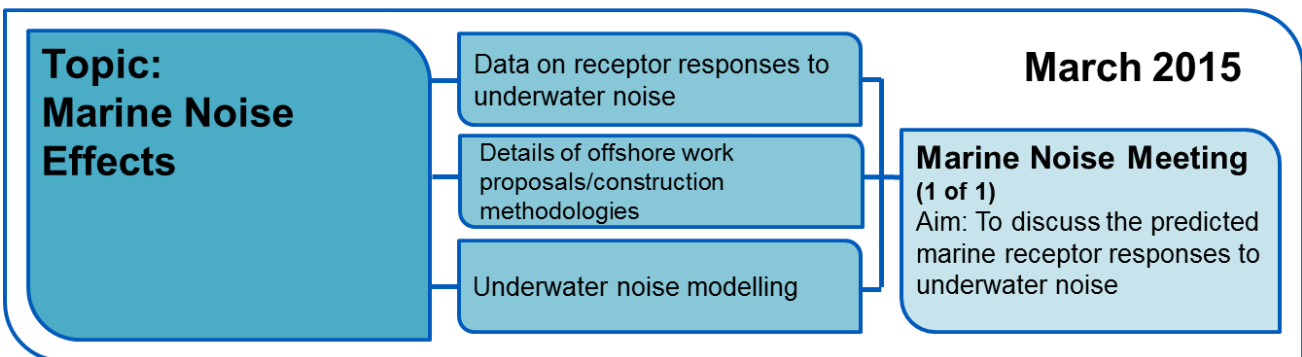 Topic:
Marine Noise
Effects
Data on receptor responses to
underwater noise
Details of offshore work
proposals/construction
methodologies
Underwater noise modelling
March 2015
Marine Noise Meeting
(1 of 1)
Aim: To discuss the predicted
marine receptor responses to
underwater noise